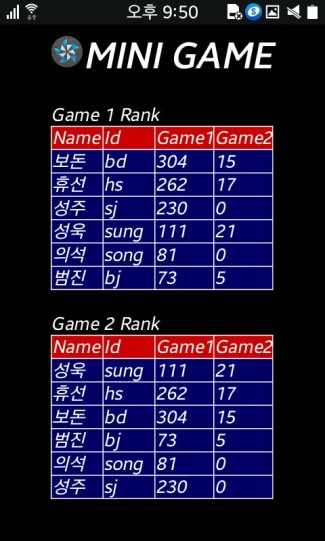 오후 9:50
MINI GAME
Game 1 Rank
Name Id Game1 Game2
보돈 bd 304 15
휴선 hs 262 17
성주 sj 230 0
성욱 sung 111 21
의석 song 81 0
범진 bj 73 5
Game 2 Rank
Name Id Game1 Game2
성욱 sung 111 21
휴선 hs 262 17
보돈 bd 304 15
범진 bj 73 5
의석 song 81 0
성주 sj 230 0